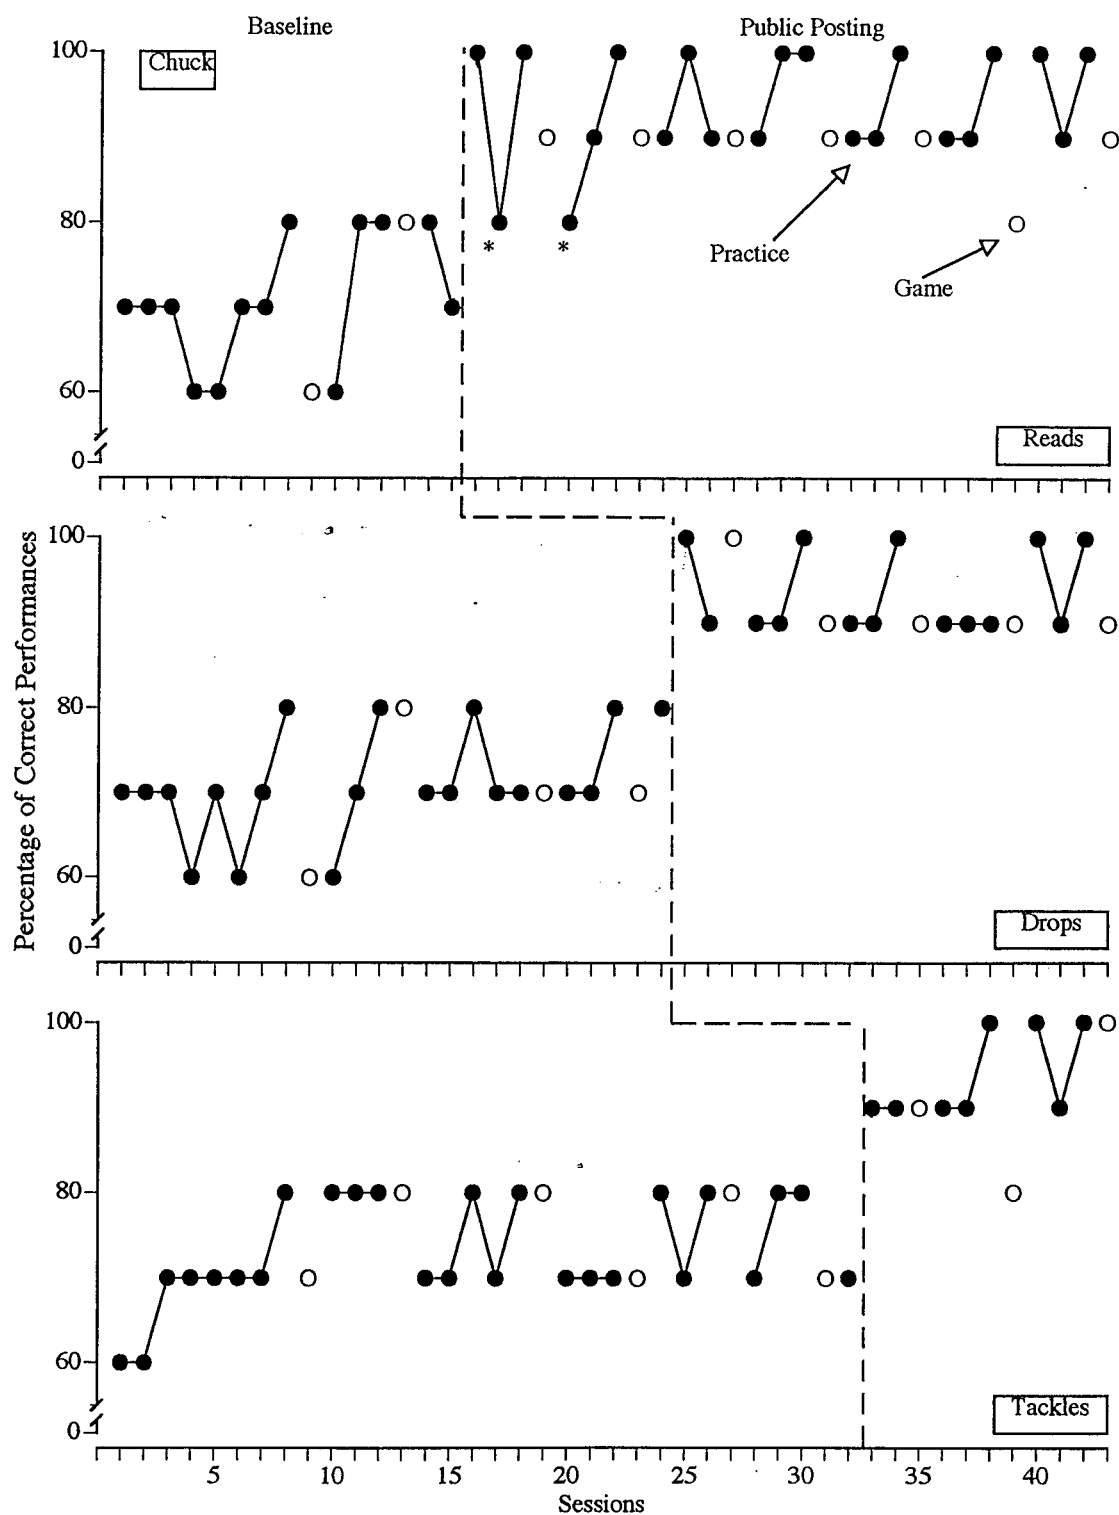 Baseline
Public Posting
Chuck
100
80
60
0
*
*
Practice
Game
Reads
Percentage of Correct Performances
100
80
60
0
Drops
100
80
60
0
Tackles
5 10 15 20 25 30 35 40
Sessions